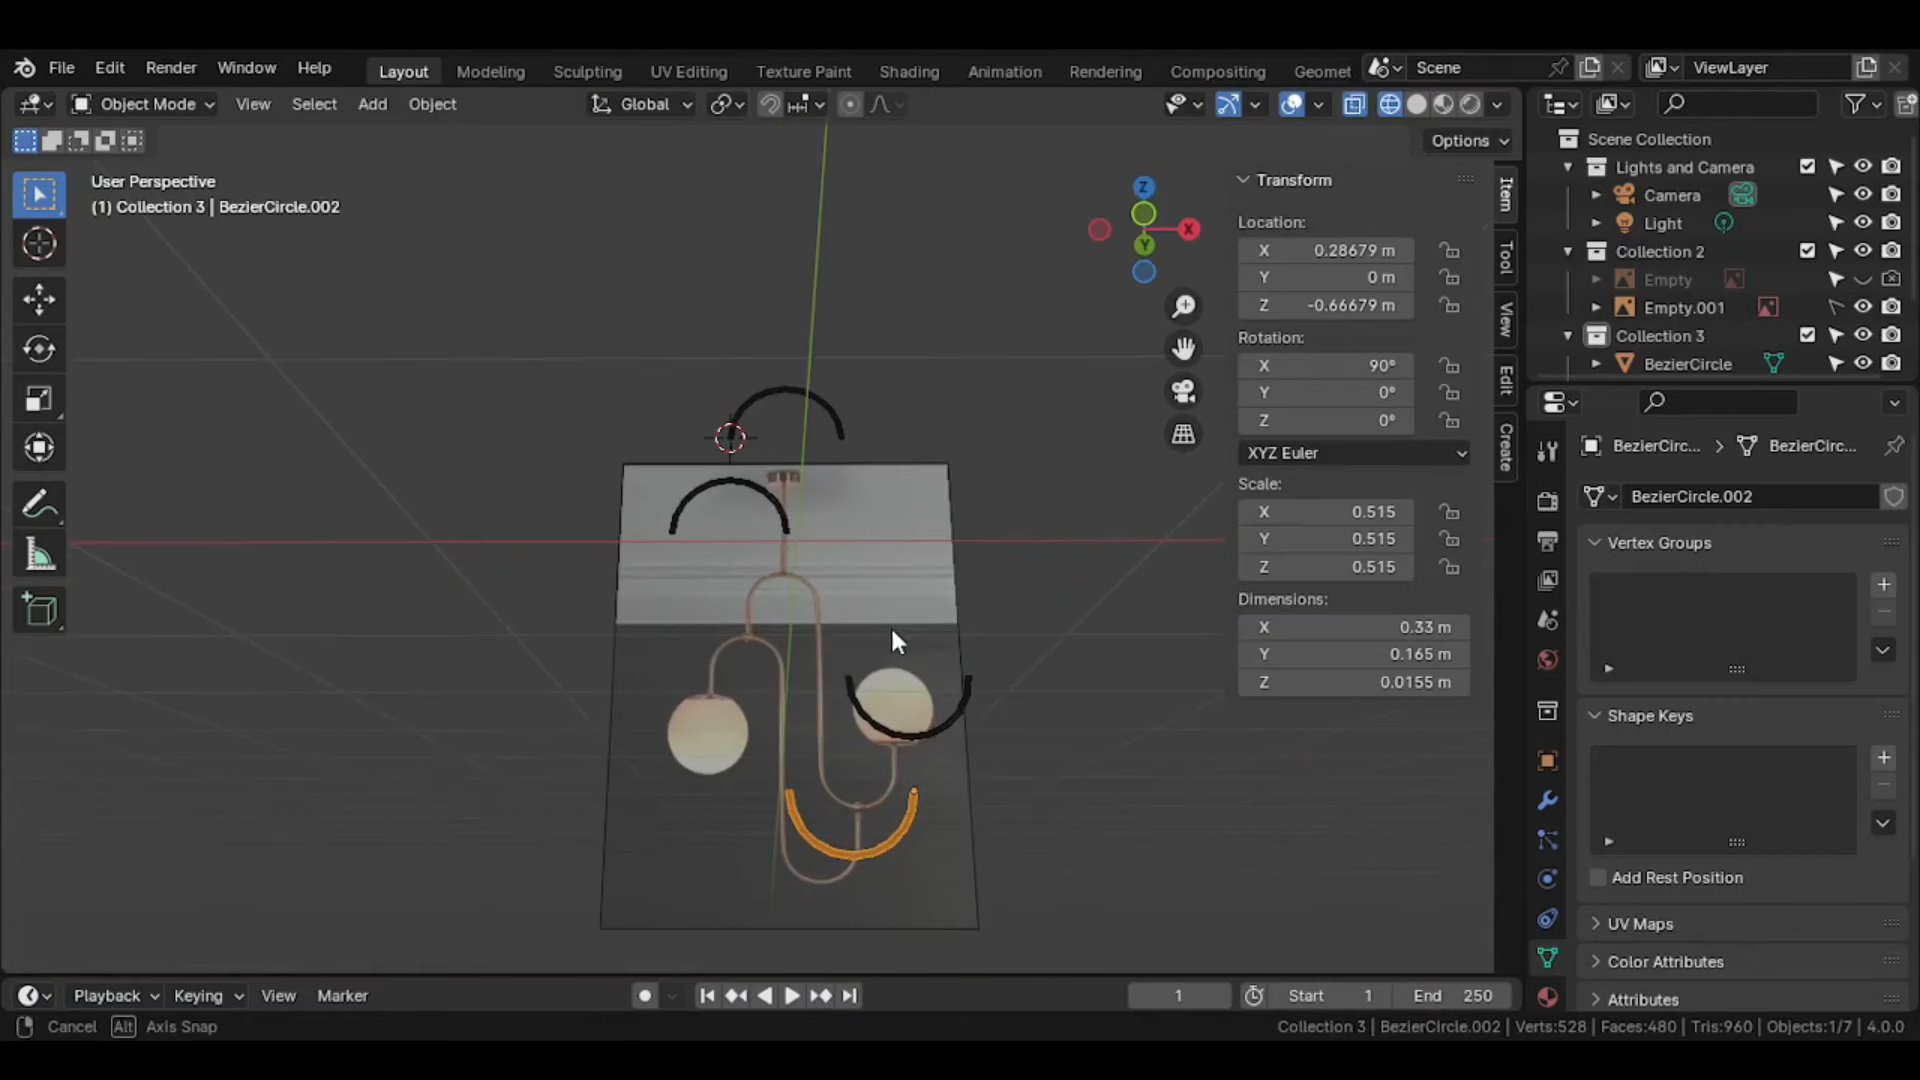 File Edit Render Window Help Layout Modeling Sculpting UV Editing Texture Paint Shading Animation Rendering Compositing Geomet Scene ViewLayer
Object Mode View Select Add Object Global
Options
User Perspective
(1) Collection 3 | BezierCircle.002
Z
X
Y
Transform
Location:
X 0.28679 m
Y 0 m
Z -0.66679 m
Rotation:
X 90°
Y 0°
Z 0°
XYZ Euler
Scale:
X 0.515
Y 0.515
Z 0.515
Dimensions:
X 0.33 m
Y 0.165 m
Z 0.0155 m
Item
Tool
View
Edit
Create
Scene Collection
Lights and Camera
Camera
Light
Collection 2
Empty
Empty.001
Collection 3
BezierCircle
BezierCirc... > BezierCirc...
BezierCircle.002
Vertex Groups
Shape Keys
Add Rest Position
UV Maps
Color Attributes
Attributes
Playback Keying View Marker 1 Start 1 End 250
Cancel Alt Axis Snap
Collection 3 | BezierCircle.002 | Verts:528 | Faces:480 | Tris:960 | Objects:1/7 | 4.0.0